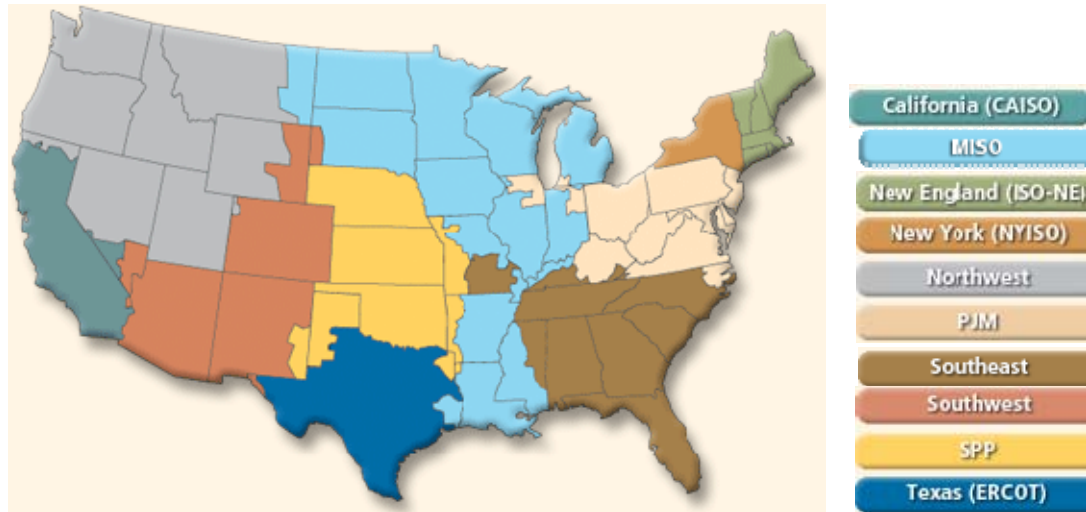 California (CAISO)
MISO
New England (ISO-NE)
New York (NYISO)
Northwest
PJM
Southeast
Southwest
SPP
Texas (ERCOT)